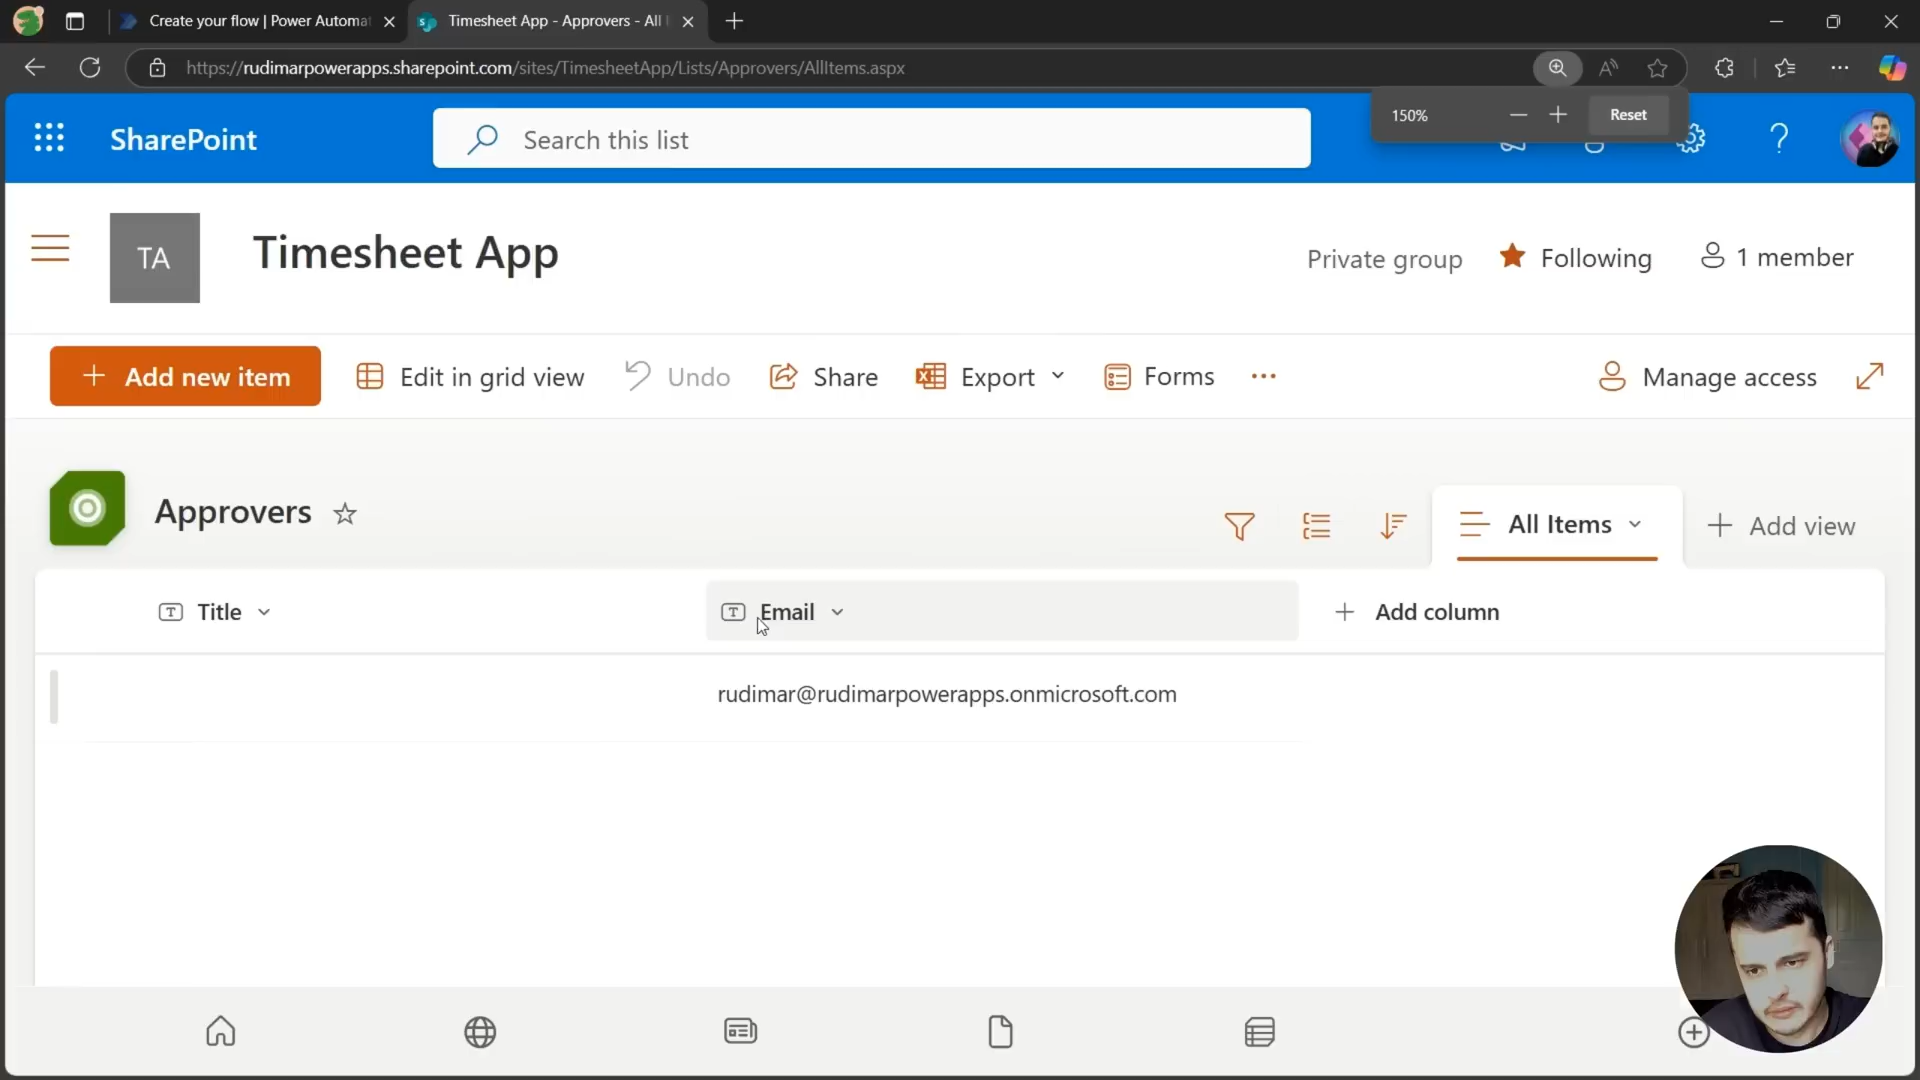 Create your flow | Power Automat
Timesheet App - Approvers - All I
https://rudimarpowerapps.sharepoint.com/sites/TimesheetApp/Lists/Approvers/AllItems.aspx
150%
Reset
SharePoint
Search this list
TA
Timesheet App
Private group
Following
1 member
Add new item
Edit in grid view
Undo
Share
Export
Forms
Manage access
Approvers
All Items
Add view
Title
Email
Add column
rudimar@rudimarpowerapps.onmicrosoft.com